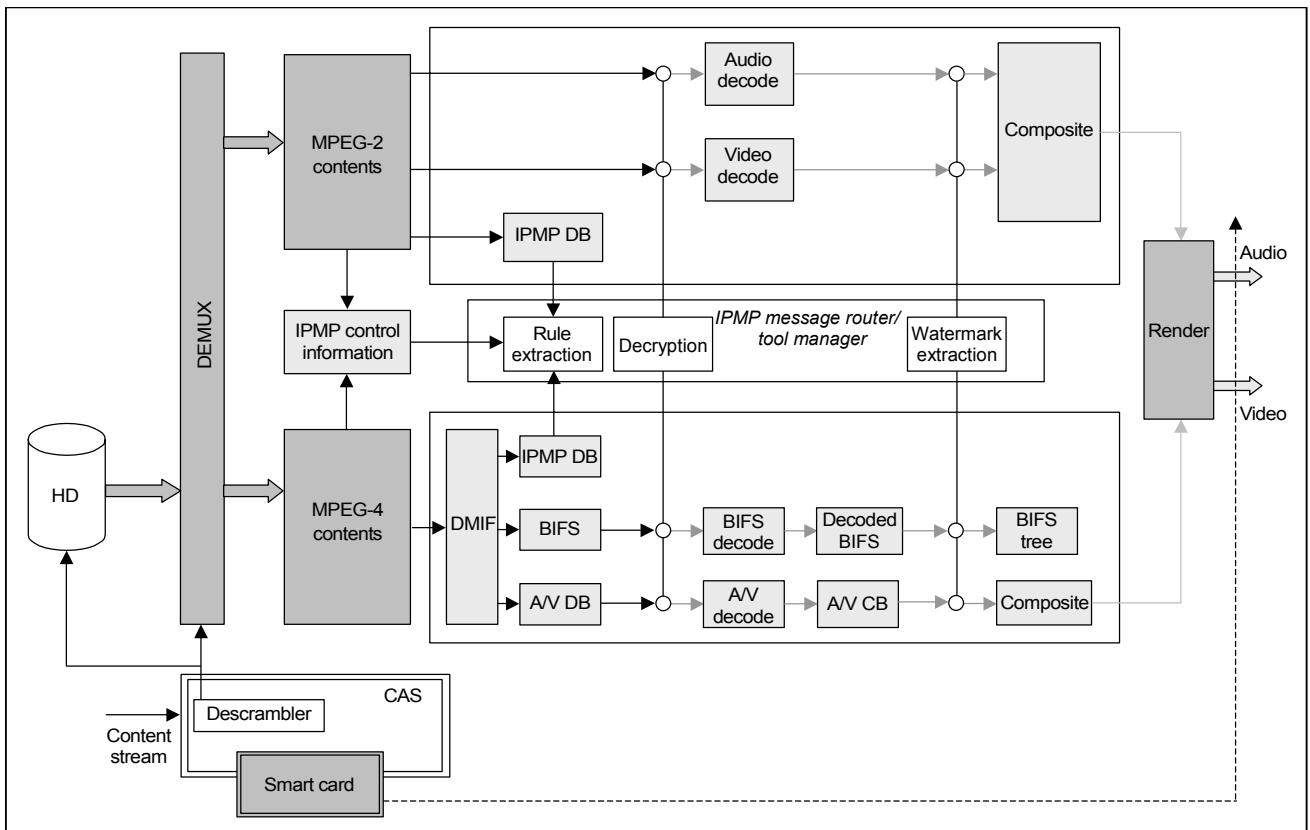 Audio
decode
MPEG-2
contents
Composite
Video
decode
IPMP DB
Audio
DEMUX
IPMP control
information
Rule
extraction
Decryption
IPMP message router/
tool manager
Watermark
extraction
Render
Video
HD
MPEG-4
contents
DMIF
IPMP DB
BIFS
BIFS
decode
Decoded
BIFS
BIFS
tree
A/V DB
A/V
decode
A/V CB
Composite
CAS
Descrambler
Content
stream
Smart card